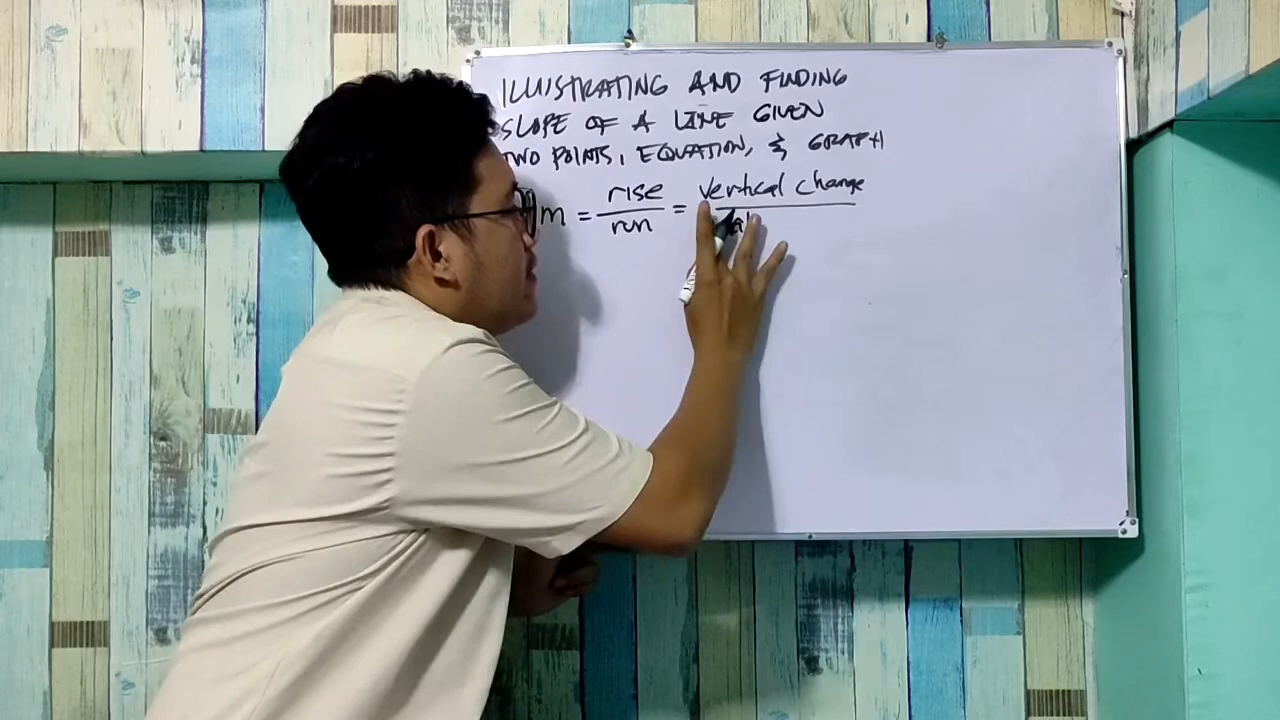 ILLUSTRATING AND FINDING
SLOPE OF A LINE GIVEN
TWO POINTS, EQUATION, & GRAPH
m = rise/run = vertical change